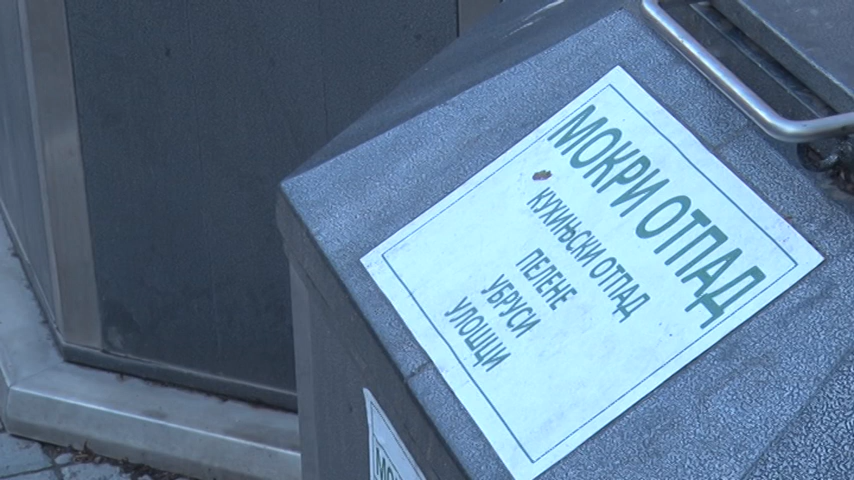 МОКРИ ОТПАД
КУХИЊСКИ ОТПАД
ПЕЛЕНЕ
УБРУСИ
УЛОШЦИ